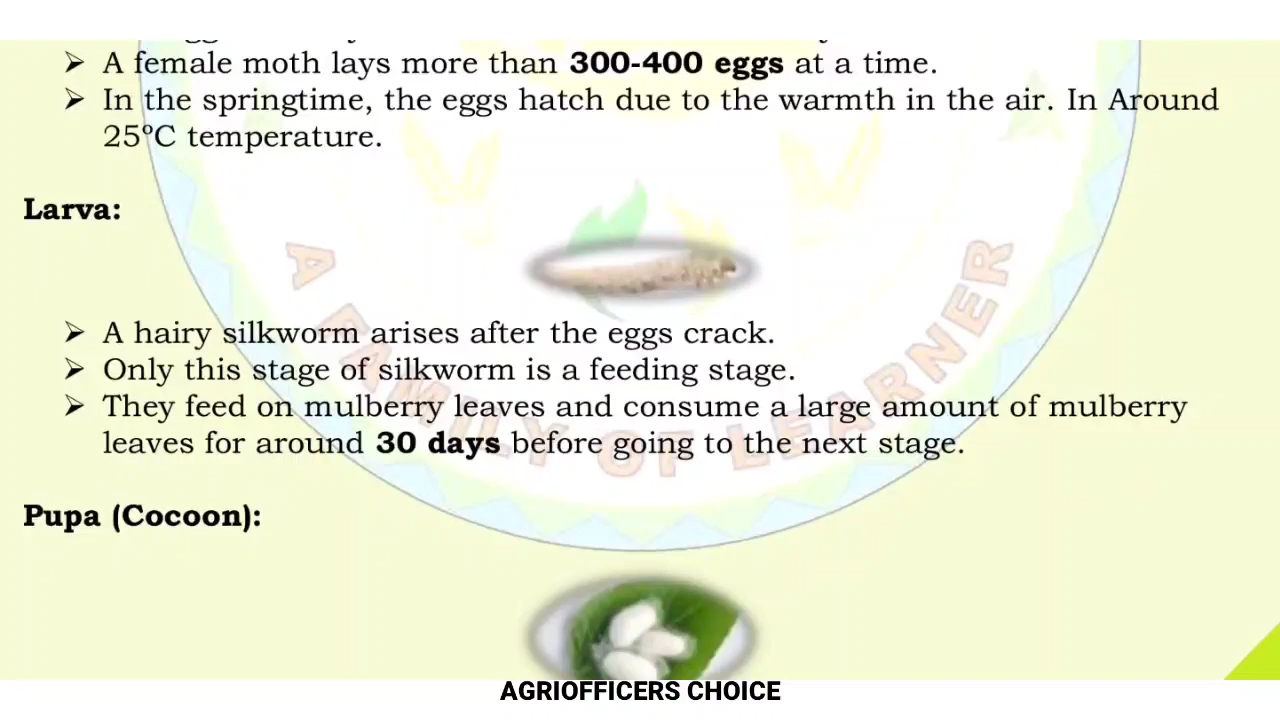 ➢ A female moth lays more than 300-400 eggs at a time.
➢ In the springtime, the eggs hatch due to the warmth in the air. In Around
25°C temperature.
Larva:
➢ A hairy silkworm arises after the eggs crack.
➢ Only this stage of silkworm is a feeding stage.
➢ They feed on mulberry leaves and consume a large amount of mulberry
leaves for around 30 days before going to the next stage.
Pupa (Cocoon):
A FAMILY OF LEARNER
AGRIOFFICERS CHOICE